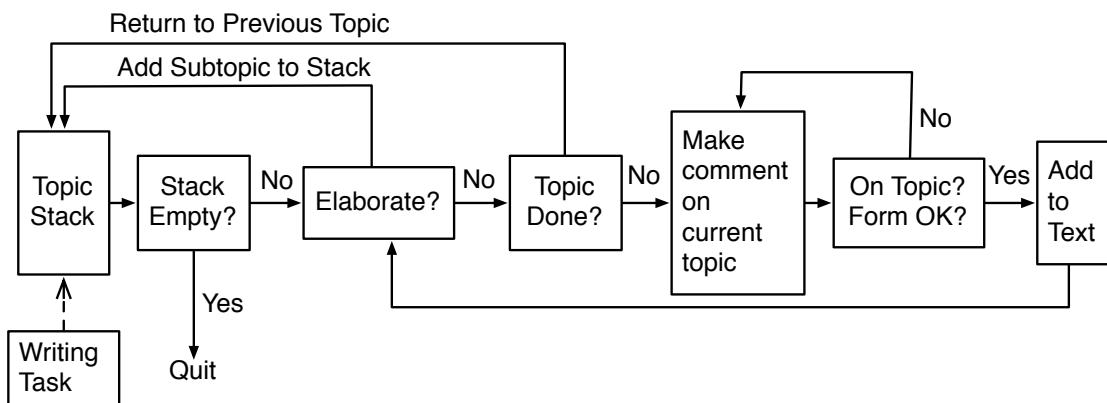 Return to Previous Topic
Add Subtopic to Stack
Topic
Stack
Stack
Empty?
No
Elaborate?
No
Topic
Done?
No
Make
comment
on
current
topic
No
On Topic?
Form OK?
Yes
Add
to
Text
Yes
Quit
Writing
Task